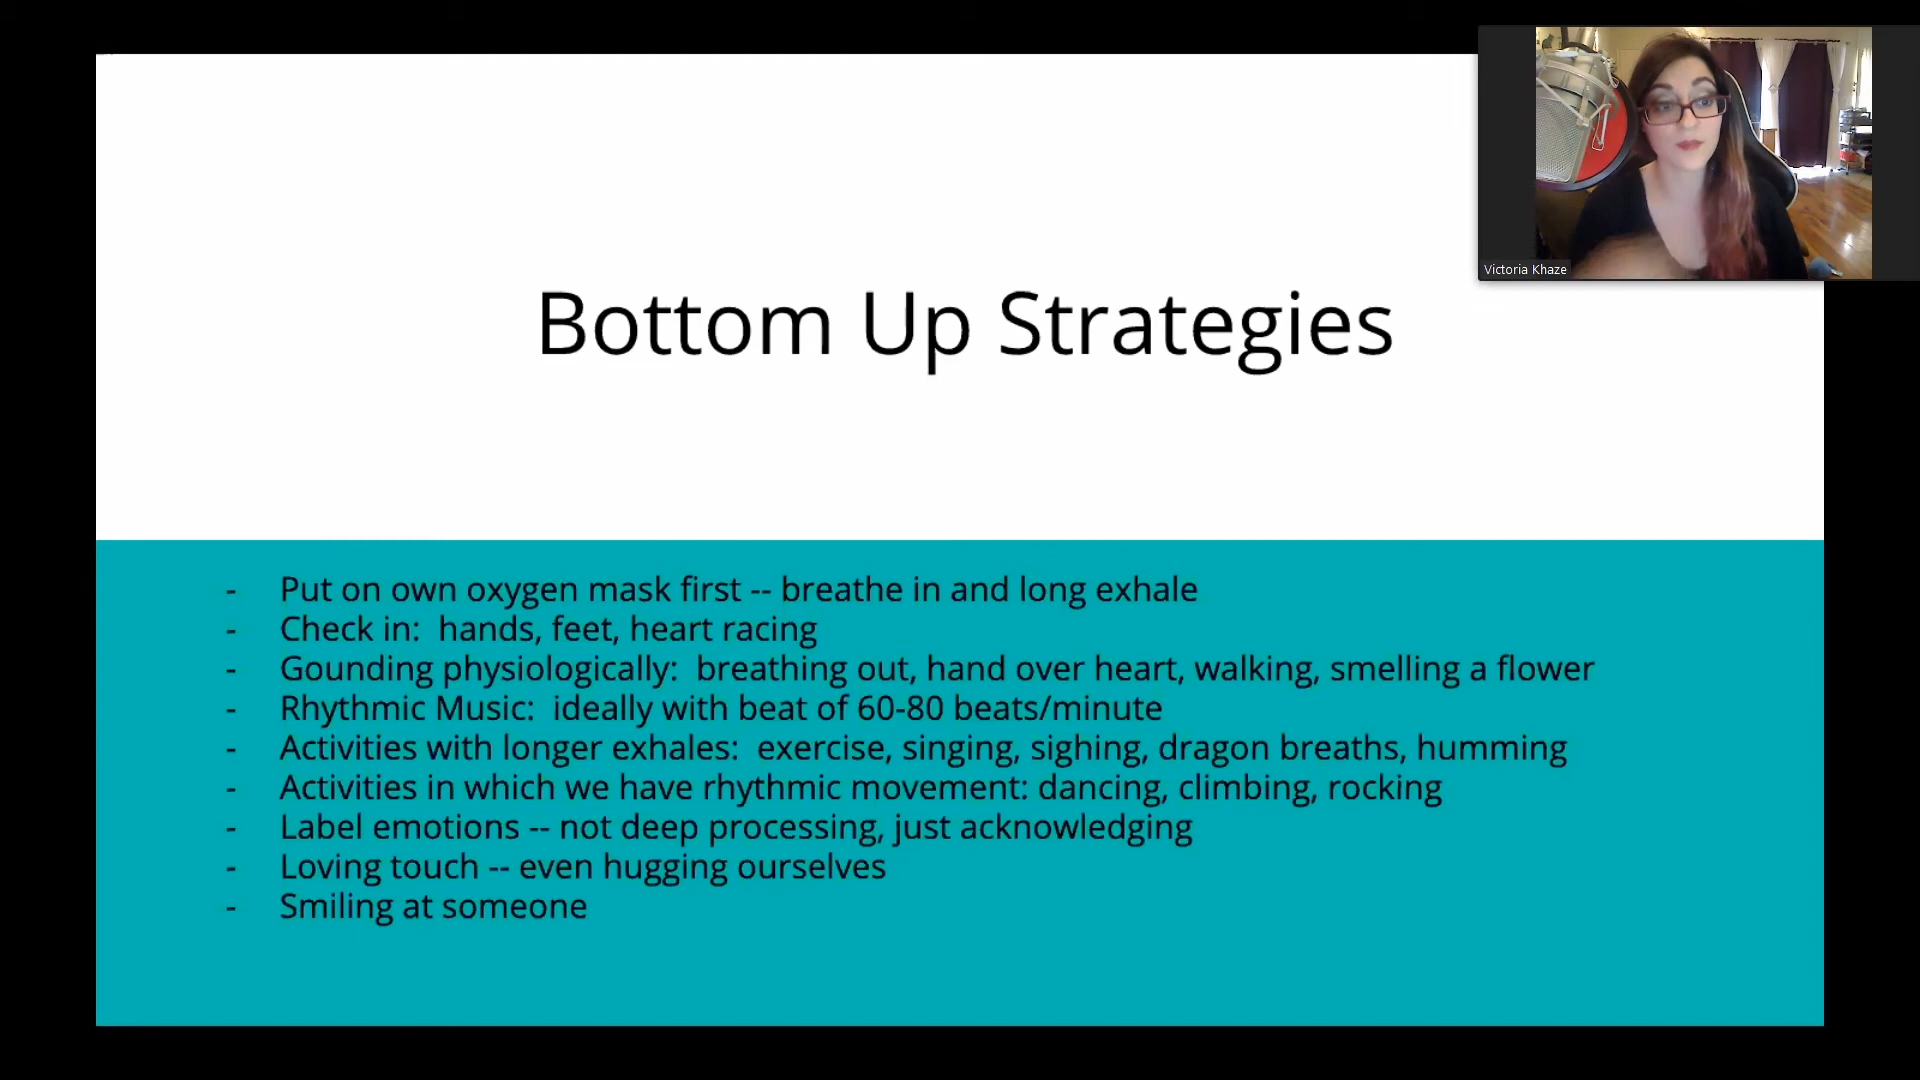 Bottom Up Strategies
- Put on own oxygen mask first -- breathe in and long exhale
- Check in:  hands, feet, heart racing
- Gounding physiologically:  breathing out, hand over heart, walking, smelling a flower
- Rhythmic Music:  ideally with beat of 60-80 beats/minute
- Activities with longer exhales:  exercise, singing, sighing, dragon breaths, humming
- Activities in which we have rhythmic movement: dancing, climbing, rocking
- Label emotions -- not deep processing, just acknowledging
- Loving touch -- even hugging ourselves
- Smiling at someone
Victoria Khaze